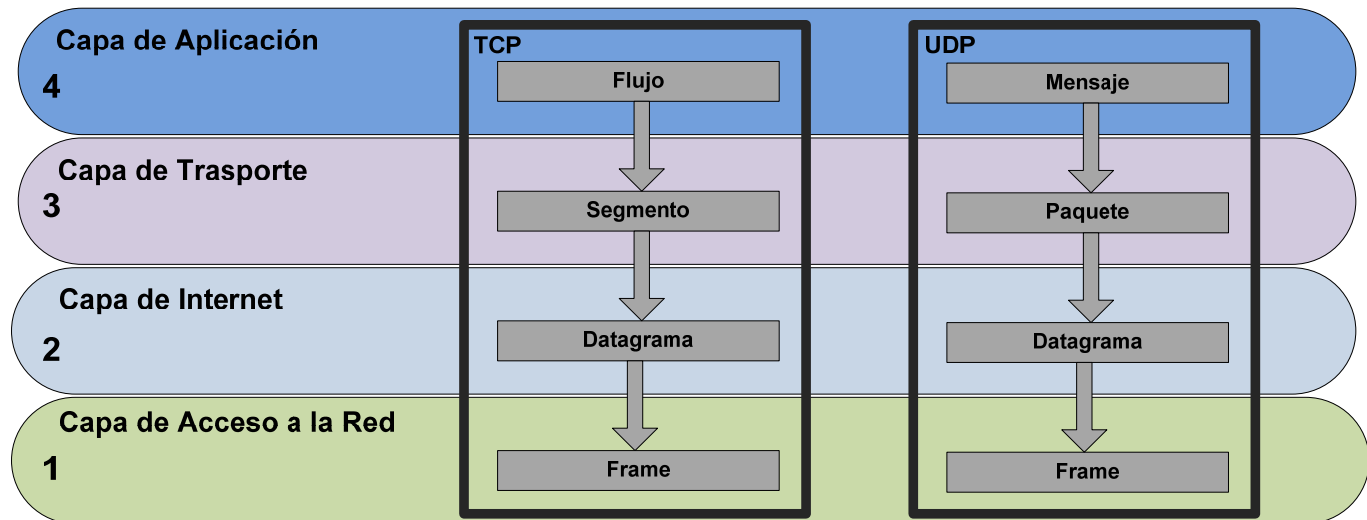 Capa de Aplicación
4
TCP
Flujo
UDP
Mensaje
Capa de Trasporte
3
Segmento
Paquete
Capa de Internet
2
Datagrama
Datagrama
Capa de Acceso a la Red
1
Frame
Frame